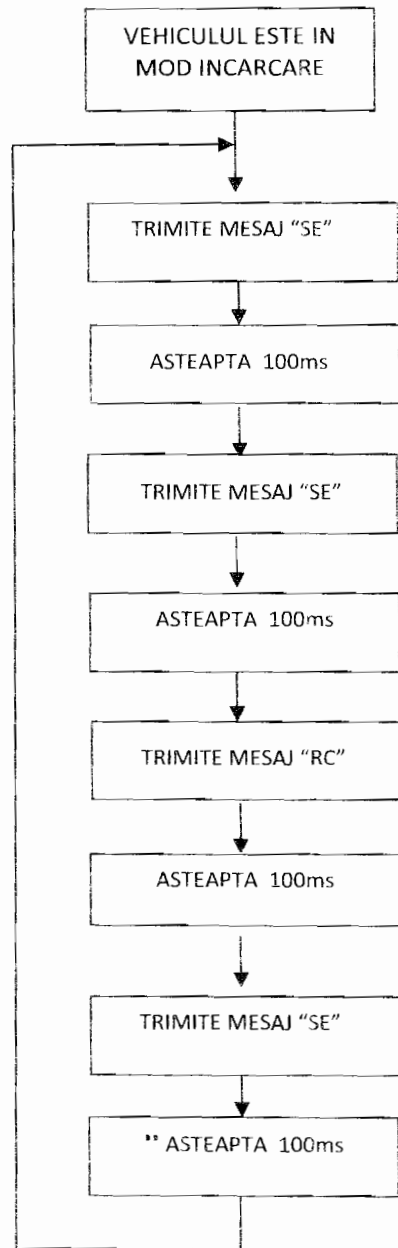 VEHICULUL ESTE IN
MOD INCARCARE
TRIMITE MESAJ “SE”
ASTEAPTA 100ms
TRIMITE MESAJ “SE”
ASTEAPTA 100ms
TRIMITE MESAJ “RC”
ASTEAPTA 100ms
TRIMITE MESAJ “SE”
ASTEAPTA 100ms